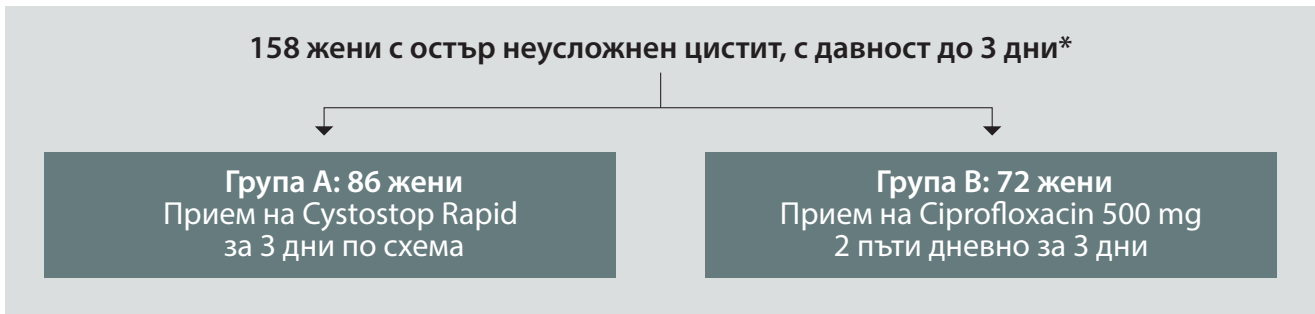 158 жени с остър неусложнен цистит, с давност до 3 дни*
Група А: 86 жени
Прием на Cystostop Rapid
за 3 дни по схема
Група В: 72 жени
Прием на Ciprofloxacin 500 mg
2 пъти дневно за 3 дни